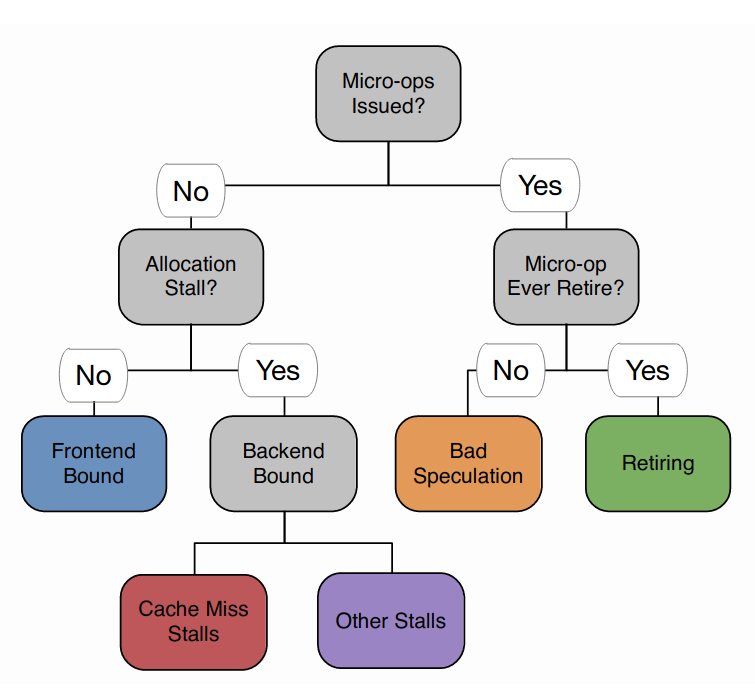 Micro-ops
Issued?
No
Yes
Allocation
Stall?
Micro-op
Ever Retire?
No
Yes
No
Yes
Frontend
Bound
Backend
Bound
Bad
Speculation
Retiring
Cache Miss
Stalls
Other Stalls